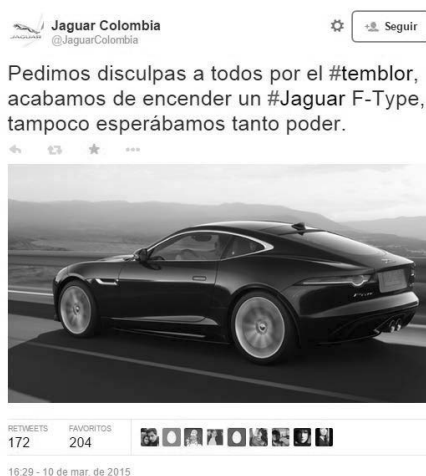 Jaguar Colombia
@JaguarColombia
Seguir
Pedimos disculpas a todos por el #temblor,
acabamos de encender un #Jaguar F-Type,
tampoco esperábamos tanto poder.
RETWEETS
FAVORITOS
172
204
16:29 - 10 de mar. de 2015